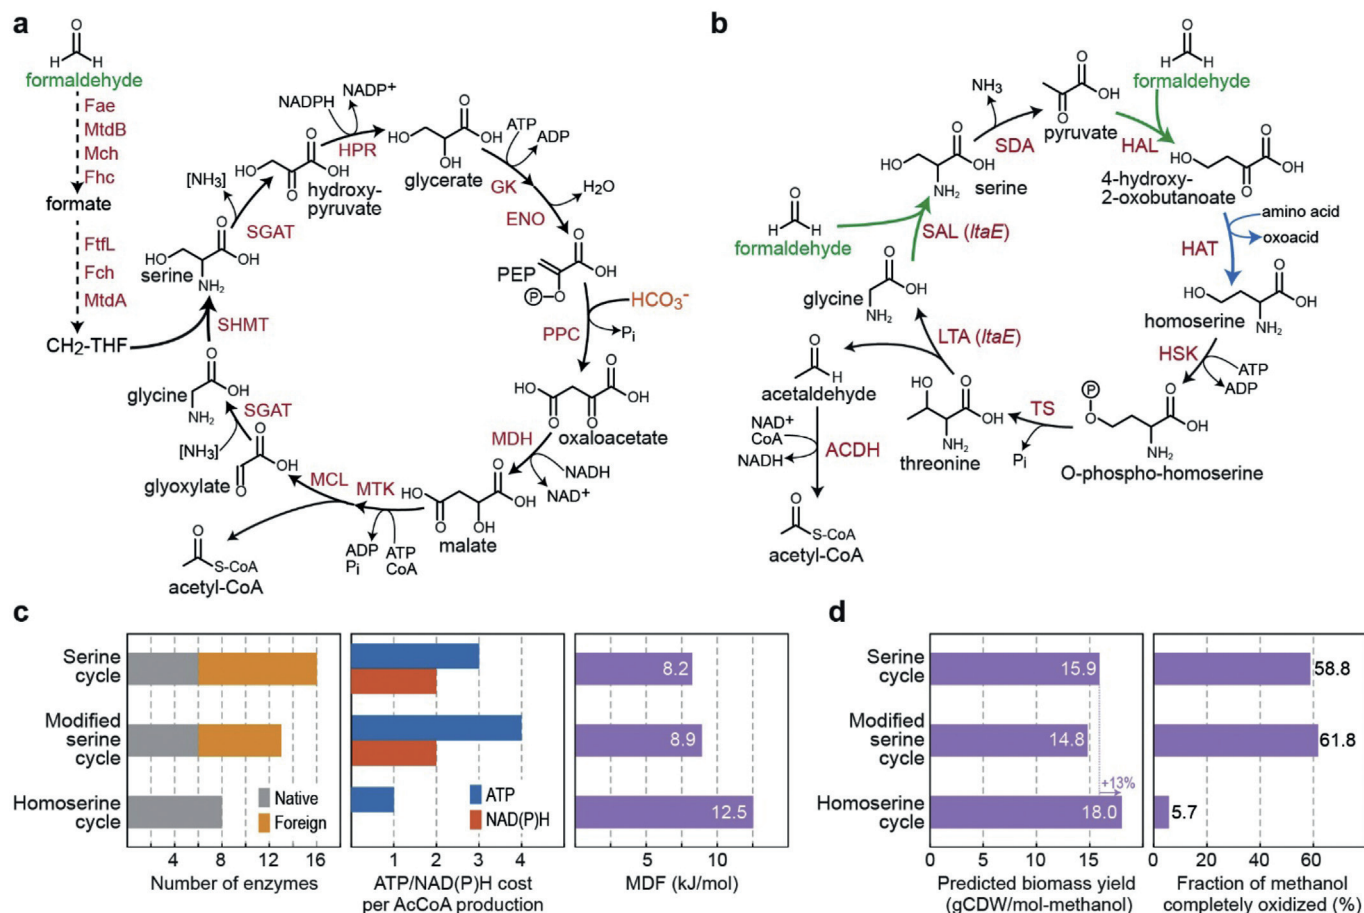 a
formaldehyde
Fae
MtdB
Mch
Fhc
formate
FtfL
Fch
MtdA
CH2-THF
SHMT
serine
[NH3]
SGAT
hydroxy-
pyruvate
NADPH
NADP+
HPR
glycerate
ATP
ADP
GK
H2O
ENO
PEP
HCO3-
PPC
Pi
oxaloacetate
MDH
NADH
NAD+
malate
MTK
ATP
CoA
ADP
Pi
MCL
acetyl-CoA
glyoxylate
[NH3]
SGAT
glycine
b
formaldehyde
NH3
pyruvate
SDA
HAL
serine
4-hydroxy-
2-oxobutanoate
formaldehyde
SAL (ltaE)
amino acid
oxoacid
HAT
glycine
homoserine
HSK
ATP
ADP
LTA (ltaE)
acetaldehyde
TS
Pi
threonine
O-phospho-homoserine
NAD+
CoA
NADH
ACDH
acetyl-CoA
c
Serine
cycle
Modified
serine
cycle
Homoserine
cycle
Native
Foreign
4 8 12 16
Number of enzymes
ATP
NAD(P)H
1 2 3 4
ATP/NAD(P)H cost
per AcCoA production
8.2
8.9
12.5
5 10
MDF (kJ/mol)
d
Serine
cycle
Modified
serine
cycle
Homoserine
cycle
15.9
14.8
+13%
18.0
0 5 10 15
Predicted biomass yield
(gCDW/mol-methanol)
58.8
61.8
5.7
0 20 40 60
Fraction of methanol
completely oxidized (%)